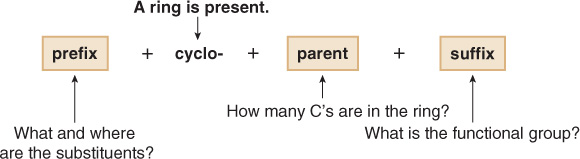 A ring is present.
prefix + cyclo- + parent + suffix
How many C's are in the ring?
What and where
are the substituents?
What is the functional group?